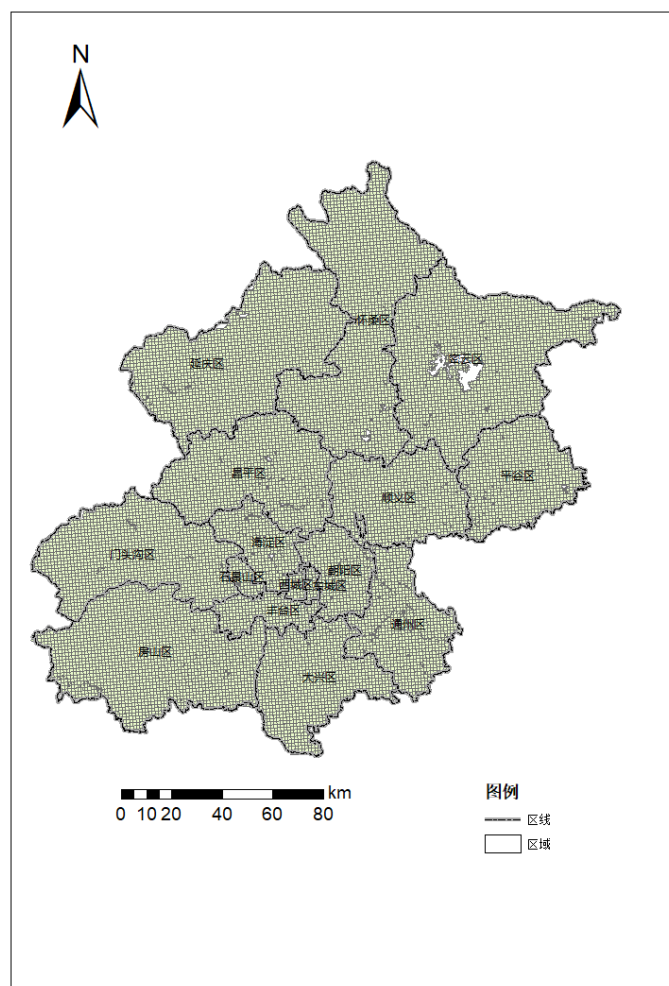 N
怀柔区
延庆区
密云区
昌平区
平谷区
顺义区
海淀区
门头沟区
朝阳区
石景山区
西城区
东城区
丰台区
通州区
房山区
大兴区
km
0 10 20 40 60 80
图例
区线
区域